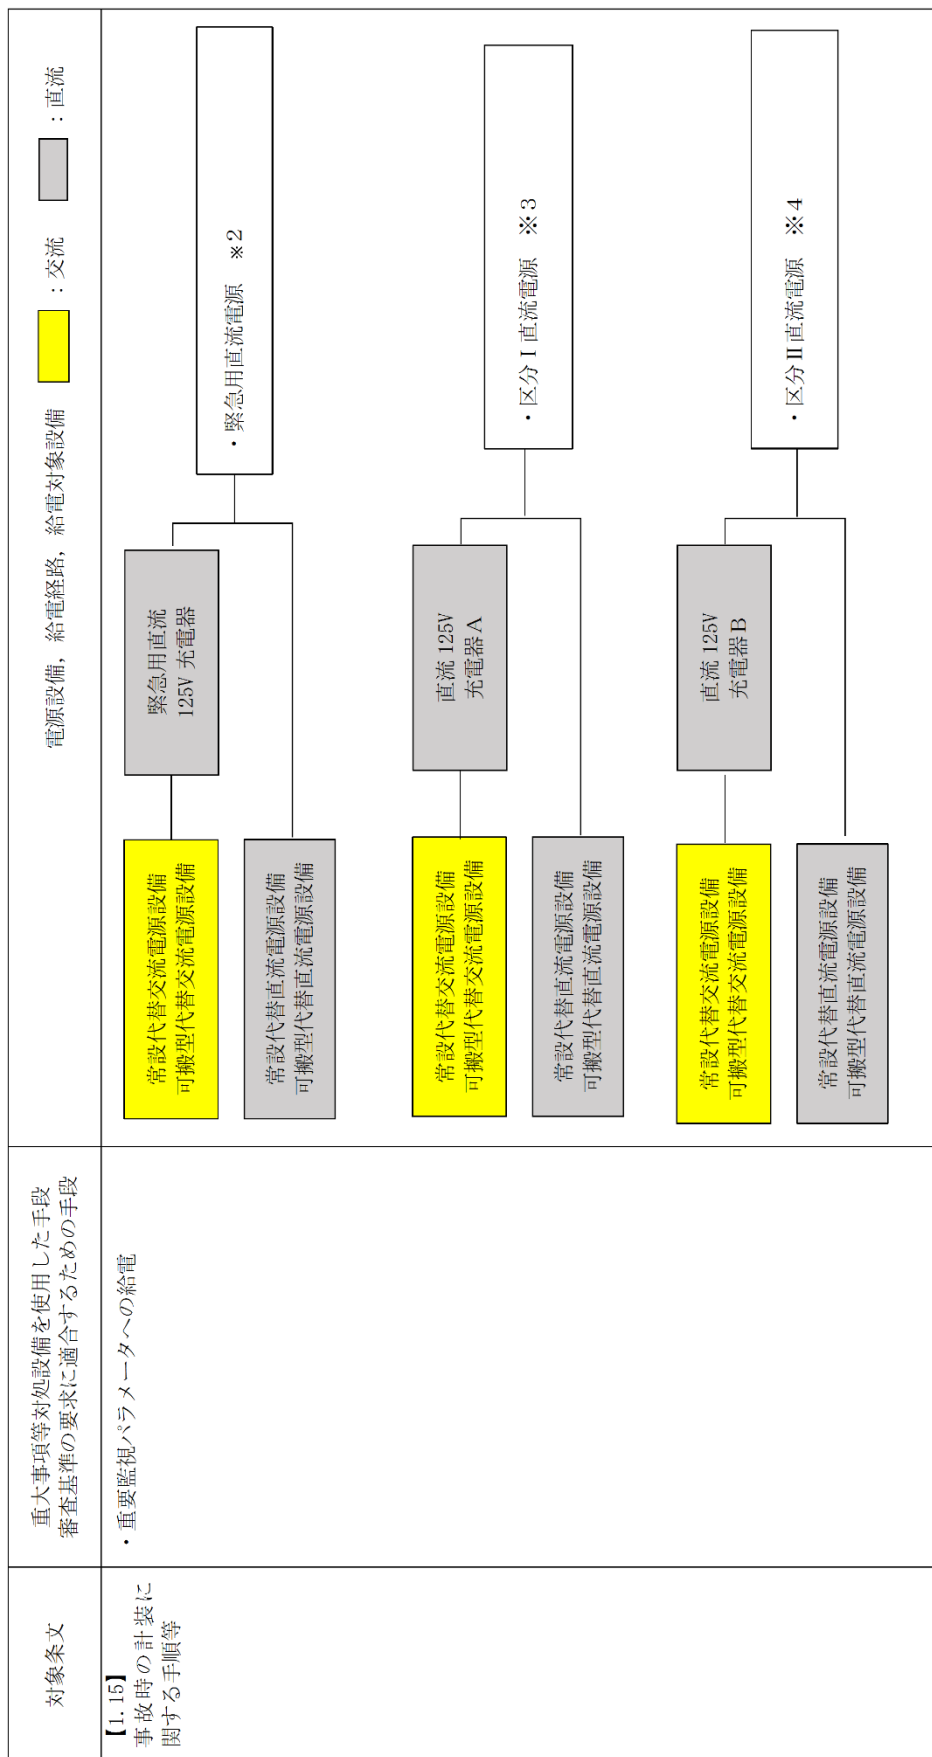 対象条文
重大事項等対処設備を使用した手段
審査基準の要求に適合するための手段
電源設備，給電経路，給電対象設備
：交流
：直流
【1.15】
事故時の計装に
関する手順等
・重要監視パラメータへの給電
常設代替交流電源設備
可搬型代替交流電源設備
緊急用直流
125V 充電器
・緊急用直流電源　※2
常設代替直流電源設備
可搬型代替直流電源設備
常設代替交流電源設備
可搬型代替交流電源設備
直流 125V
充電器Ａ
・区分Ⅰ直流電源　※3
常設代替直流電源設備
可搬型代替直流電源設備
常設代替交流電源設備
可搬型代替交流電源設備
直流 125V
充電器Ｂ
・区分Ⅱ直流電源　※4
常設代替直流電源設備
可搬型代替直流電源設備